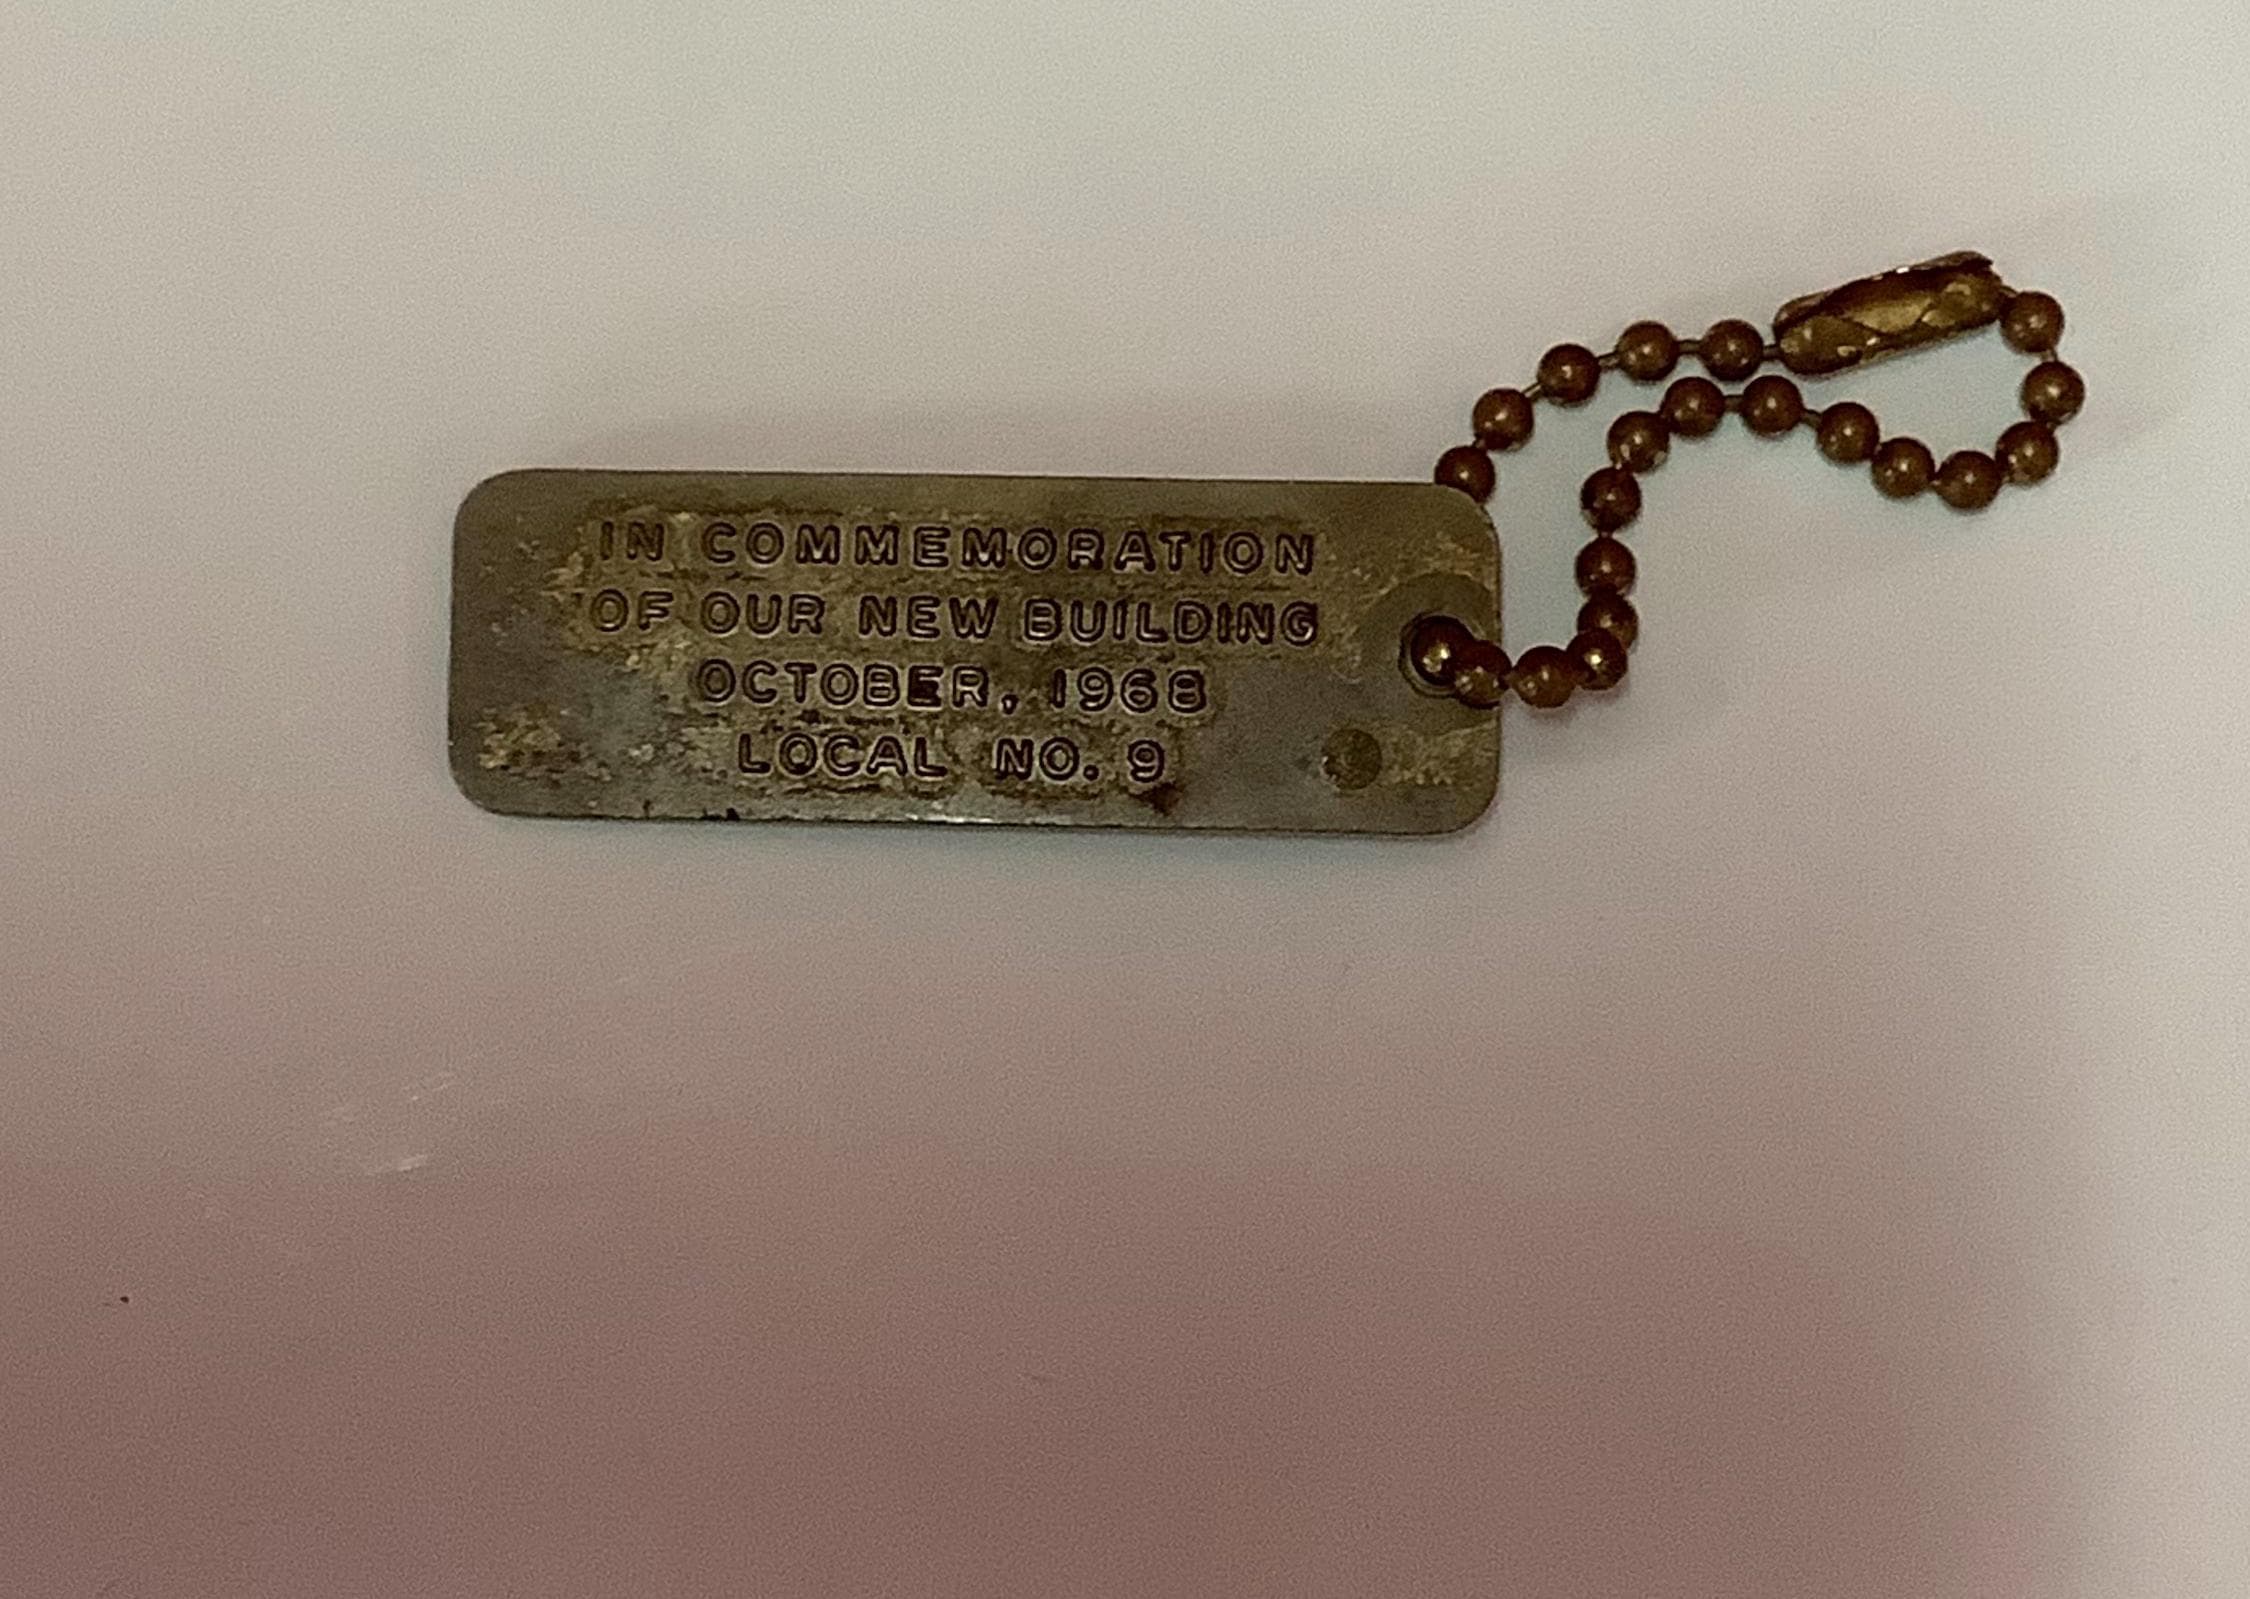 IN COMMEMORATION
OF OUR NEW BUILDING
OCTOBER, 1968
LOCAL NO. 9